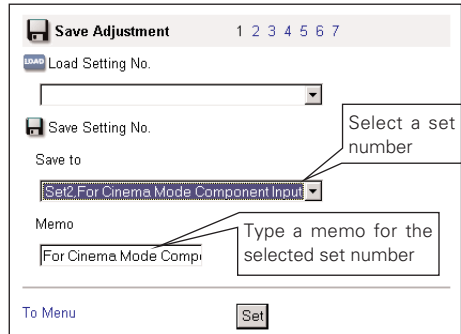 Save Adjustment 1 2 3 4 5 6 7
LOAD Load Setting No.
Save Setting No.
Select a set
number
Save to
Set2,For Cinema Mode Component Input
Memo
Type a memo for the
selected set number
For Cinema Mode Comp
To Menu Set